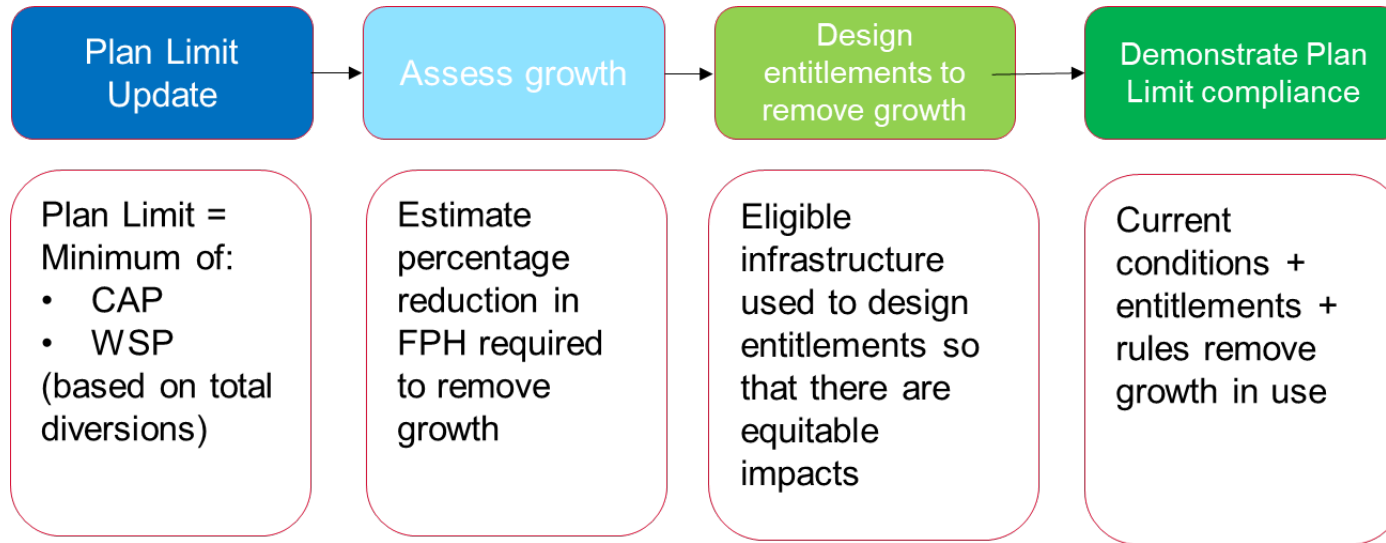 Plan Limit
Update
Assess growth
Design
entitlements to
remove growth
Demonstrate Plan
Limit compliance
Plan Limit =
Minimum of:
• CAP
• WSP
(based on total
diversions)
Estimate
percentage
reduction in
FPH required
to remove
growth
Eligible
infrastructure
used to design
entitlements so
that there are
equitable
impacts
Current
conditions +
entitlements +
rules remove
growth in use